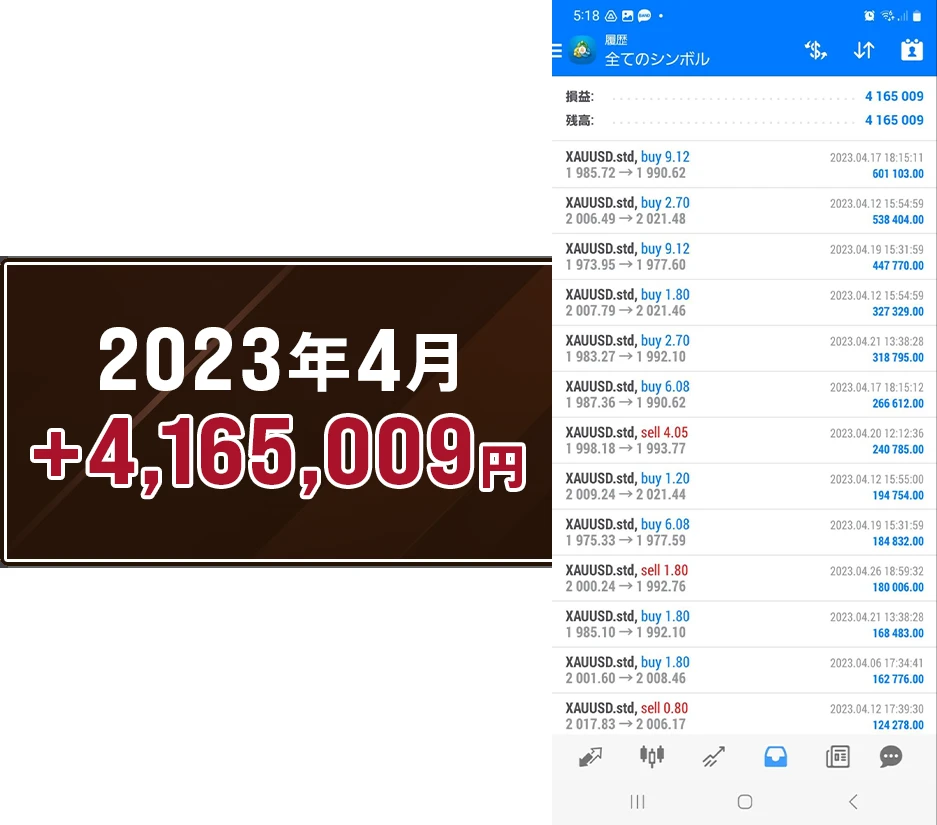 2023年4月
+4,165,009円
5:18
履歴
全てのシンボル
損益: 4 165 009
残高: 4 165 009
XAUUSD.std, buy 9.12 2023.04.17 18:15:11
1 985.72 → 1 990.62 601 103.00
XAUUSD.std, buy 2.70 2023.04.12 15:54:59
2 006.49 → 2 021.48 538 404.00
XAUUSD.std, buy 9.12 2023.04.19 15:31:59
1 973.95 → 1 977.60 447 770.00
XAUUSD.std, buy 1.80 2023.04.12 15:54:59
2 007.79 → 2 021.46 327 329.00
XAUUSD.std, buy 2.70 2023.04.21 13:38:28
1 983.27 → 1 992.10 318 795.00
XAUUSD.std, buy 6.08 2023.04.17 18:15:12
1 987.36 → 1 990.62 266 612.00
XAUUSD.std, sell 4.05 2023.04.20 12:12:36
1 998.18 → 1 993.77 240 785.00
XAUUSD.std, buy 1.20 2023.04.12 15:55:00
2 009.24 → 2 021.44 194 754.00
XAUUSD.std, buy 6.08 2023.04.19 15:31:59
1 975.33 → 1 977.59 184 832.00
XAUUSD.std, sell 1.80 2023.04.26 18:59:32
2 000.24 → 1 992.76 180 006.00
XAUUSD.std, buy 1.80 2023.04.21 13:38:28
1 985.10 → 1 992.10 168 483.00
XAUUSD.std, buy 1.80 2023.04.06 17:34:41
2 001.60 → 2 008.46 162 776.00
XAUUSD.std, sell 0.80 2023.04.12 17:39:30
2 017.83 → 2 006.17 124 278.00